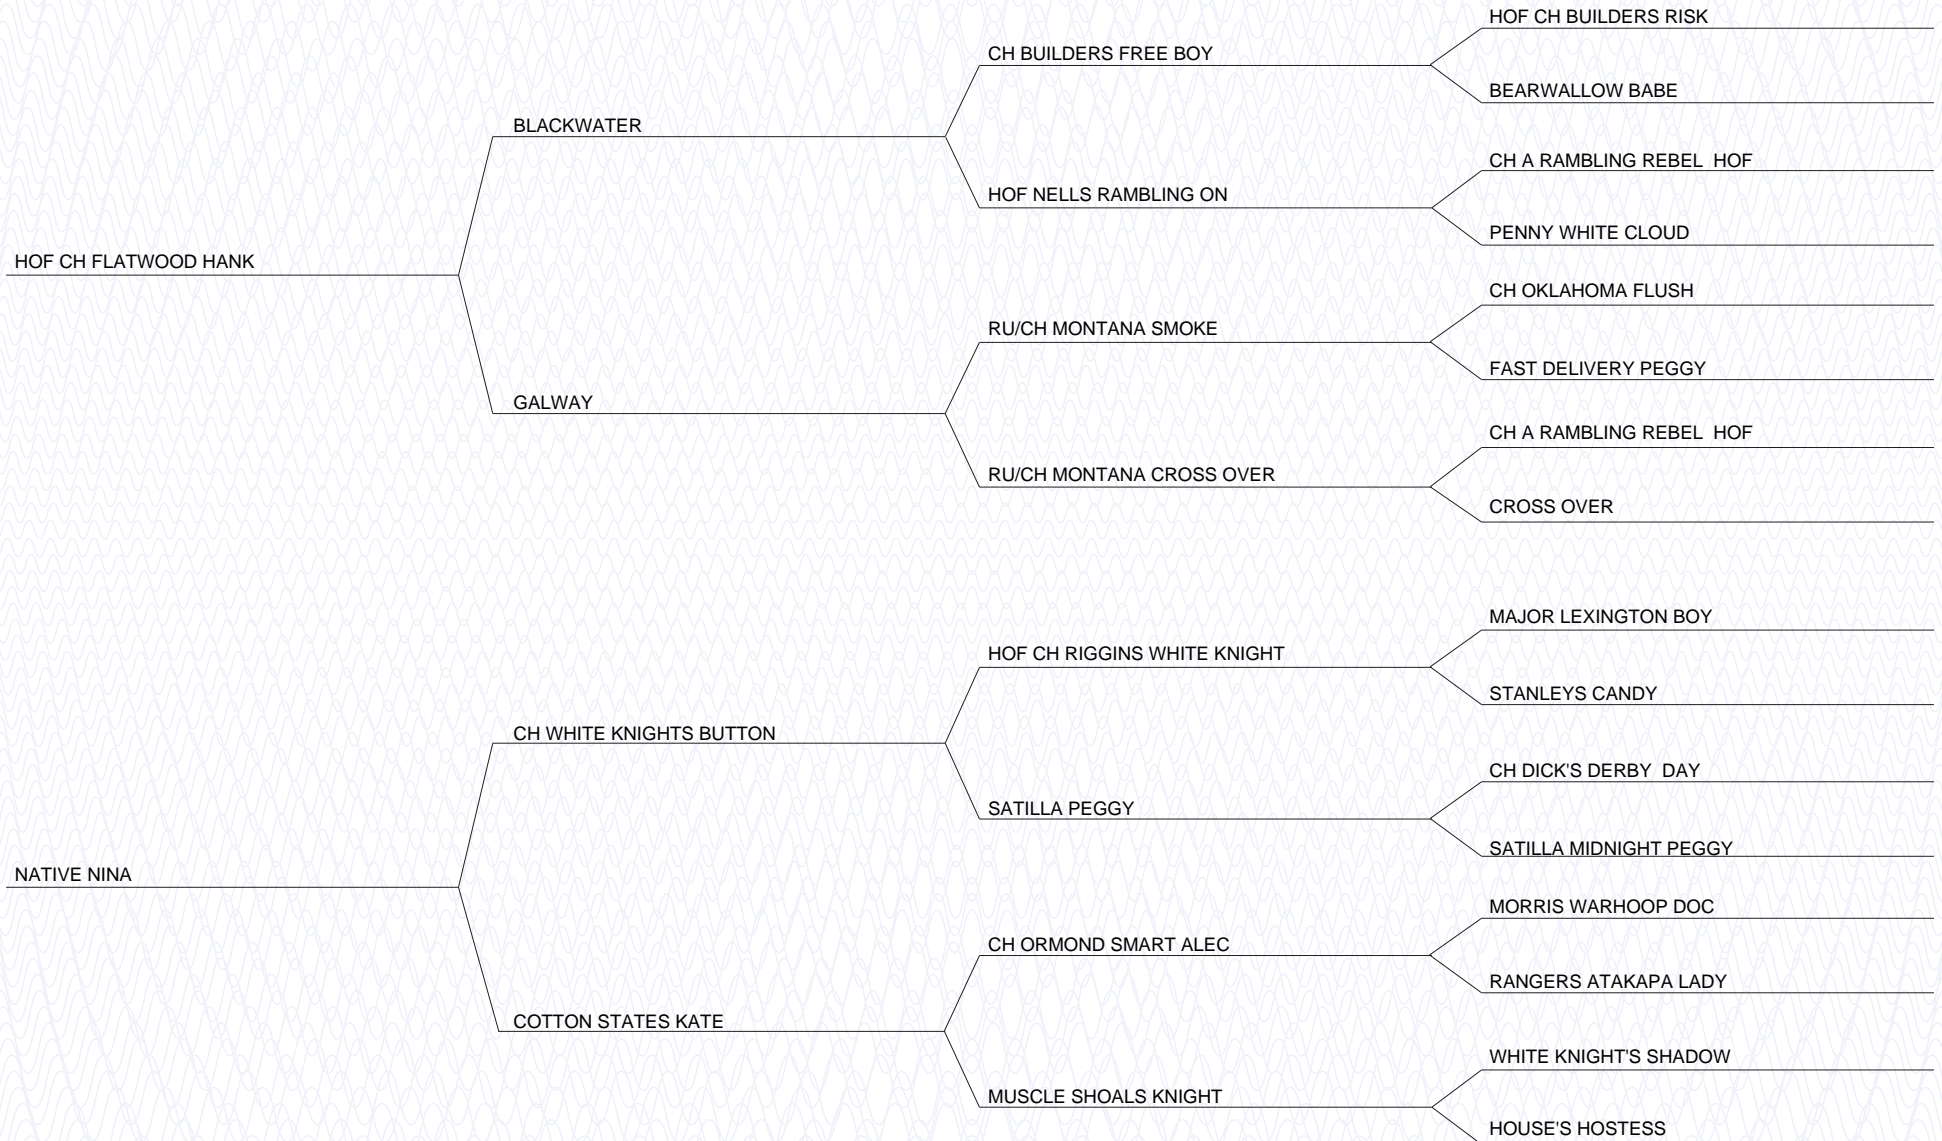 HOF CH BUILDERS RISK
CH BUILDERS FREE BOY
BEARWALLOW BABE
BLACKWATER
CH A RAMBLING REBEL  HOF
HOF NELLS RAMBLING ON
PENNY WHITE CLOUD
HOF CH FLATWOOD HANK
CH OKLAHOMA FLUSH
RU/CH MONTANA SMOKE
FAST DELIVERY PEGGY
GALWAY
CH A RAMBLING REBEL  HOF
RU/CH MONTANA CROSS OVER
CROSS OVER
MAJOR LEXINGTON BOY
HOF CH RIGGINS WHITE KNIGHT
STANLEYS CANDY
CH WHITE KNIGHTS BUTTON
CH DICK'S DERBY  DAY
SATILLA PEGGY
SATILLA MIDNIGHT PEGGY
NATIVE NINA
MORRIS WARHOOP DOC
CH ORMOND SMART ALEC
RANGERS ATAKAPA LADY
COTTON STATES KATE
WHITE KNIGHT'S SHADOW
MUSCLE SHOALS KNIGHT
HOUSE'S HOSTESS